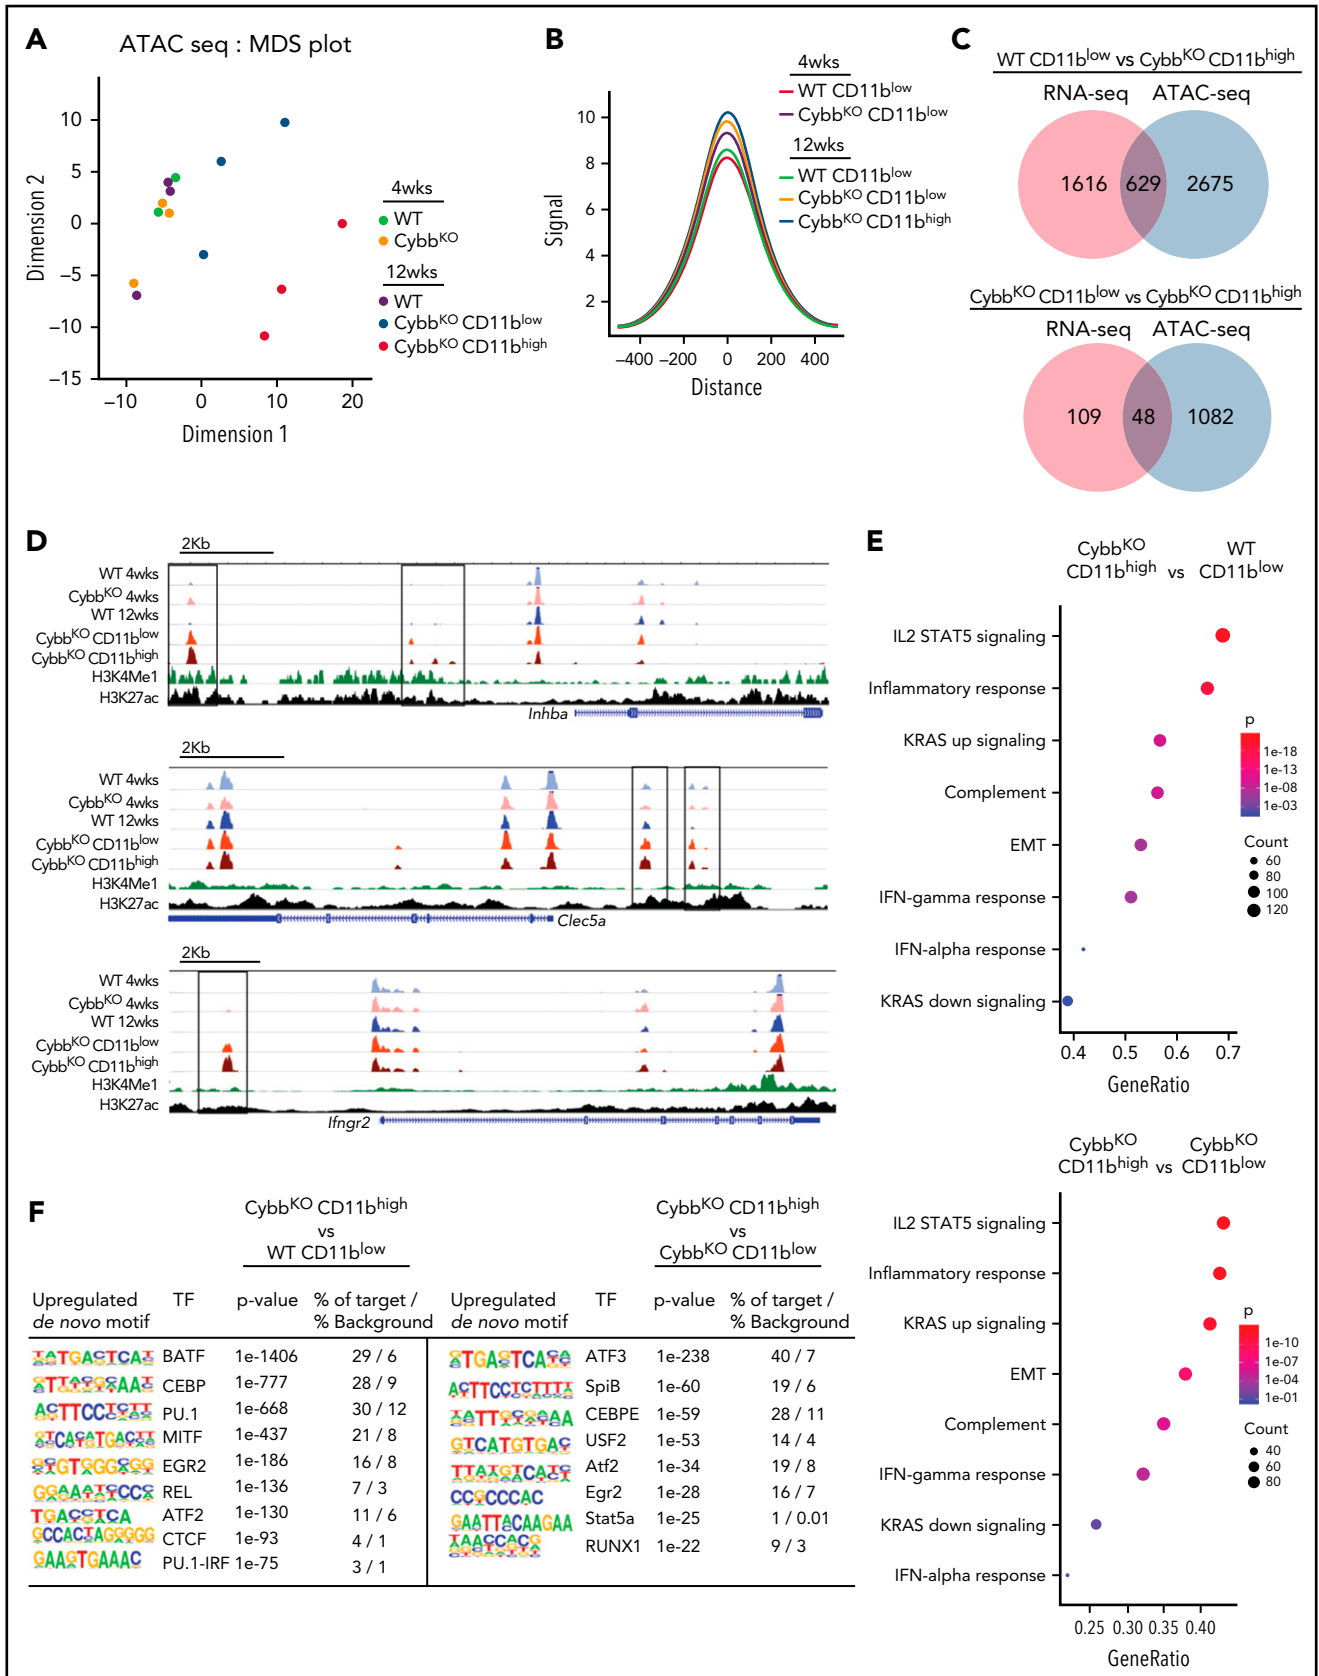 A
ATAC seq : MDS plot
Dimension 2
10
5
0
−5
−10
−15
−10
0
10
20
Dimension 1
4wks
WT
CybbKO
12wks
WT
CybbKO CD11blow
CybbKO CD11bhigh
B
Signal
10
8
6
4
2
−400
−200
0
200
400
Distance
4wks
WT CD11blow
CybbKO CD11blow
12wks
WT CD11blow
CybbKO CD11blow
CybbKO CD11bhigh
C
WT CD11blow vs CybbKO CD11bhigh
RNA-seq ATAC-seq
1616 629 2675
CybbKO CD11blow vs CybbKO CD11bhigh
RNA-seq ATAC-seq
109 48 1082
D
2Kb
WT 4wks
CybbKO 4wks
WT 12wks
CybbKO CD11blow
CybbKO CD11bhigh
H3K4Me1
H3K27ac
Inhba
2Kb
WT 4wks
CybbKO 4wks
WT 12wks
CybbKO CD11blow
CybbKO CD11bhigh
H3K4Me1
H3K27ac
Clec5a
2Kb
WT 4wks
CybbKO 4wks
WT 12wks
CybbKO CD11blow
CybbKO CD11bhigh
H3K4Me1
H3K27ac
Ifngr2
E
CybbKO CD11bhigh vs WT CD11blow
IL2 STAT5 signaling
Inflammatory response
KRAS up signaling
Complement
EMT
IFN-gamma response
IFN-alpha response
KRAS down signaling
0.4 0.5 0.6 0.7
GeneRatio
p
1e-18
1e-13
1e-08
1e-03
Count
60
80
100
120
CybbKO CD11bhigh vs CybbKO CD11blow
IL2 STAT5 signaling
Inflammatory response
KRAS up signaling
EMT
Complement
IFN-gamma response
KRAS down signaling
IFN-alpha response
0.25 0.30 0.35 0.40
GeneRatio
p
1e-10
1e-07
1e-04
1e-01
Count
40
60
80
F
CybbKO CD11bhigh
vs
WT CD11blow
Upregulated de novo motif TF p-value % of target / % Background
BATF 1e-1406 29 / 6
CEBP 1e-777 28 / 9
PU.1 1e-668 30 / 12
MITF 1e-437 21 / 8
EGR2 1e-186 16 / 8
REL 1e-136 7 / 3
ATF2 1e-130 11 / 6
CTCF 1e-93 4 / 1
GAAGTGAAAC PU.1-IRF 1e-75 3 / 1
CybbKO CD11bhigh
vs
CybbKO CD11blow
Upregulated de novo motif TF p-value % of target / % Background
ATF3 1e-238 40 / 7
SpiB 1e-60 19 / 6
CEBPE 1e-59 28 / 11
USF2 1e-53 14 / 4
Atf2 1e-34 19 / 8
Egr2 1e-28 16 / 7
Stat5a 1e-25 1 / 0.01
RUNX1 1e-22 9 / 3